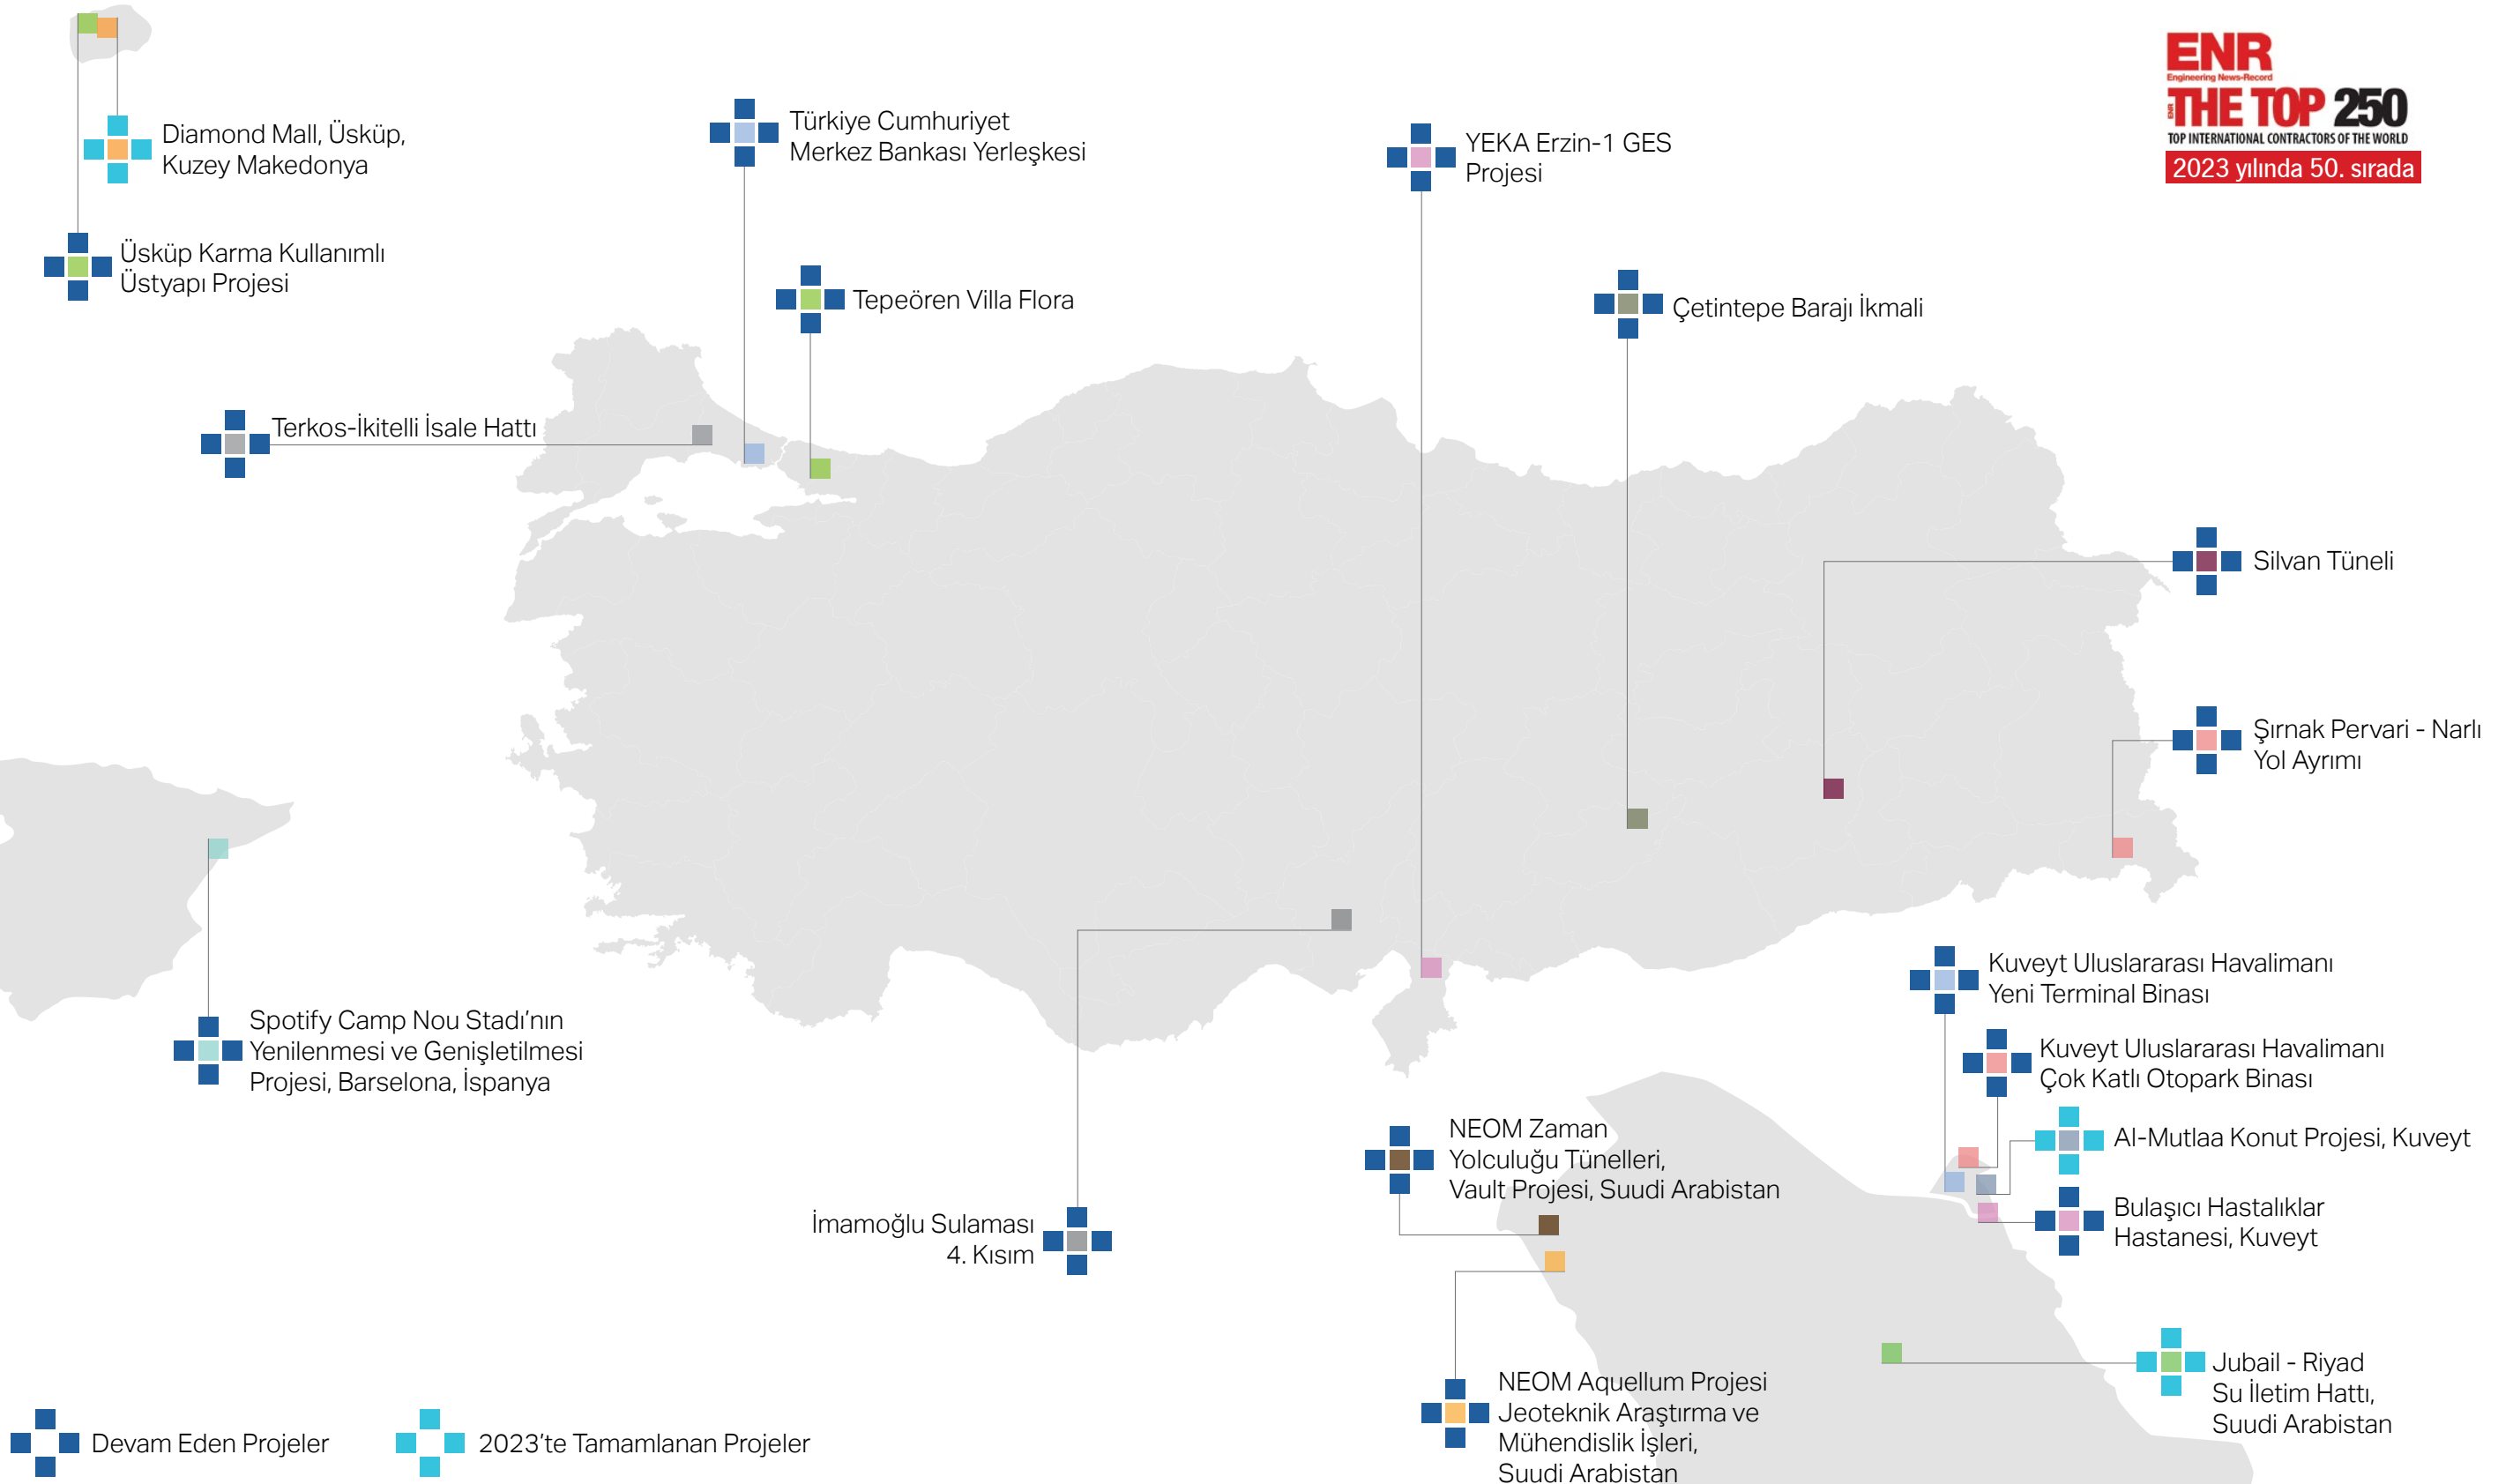 ENR
Engineering News-Record
ENR THE TOP 250
TOP INTERNATIONAL CONTRACTORS OF THE WORLD
2023 yılında 50. sırada
Diamond Mall, Üsküp,
Kuzey Makedonya
Türkiye Cumhuriyet
Merkez Bankası Yerleşkesi
YEKA Erzin-1 GES
Projesi
Üsküp Karma Kullanımlı
Üstyapı Projesi
Tepeören Villa Flora
Çetintepe Barajı İkmali
Terkos-İkitelli İsale Hattı
Silvan Tüneli
Şırnak Pervari - Narlı
Yol Ayrımı
Spotify Camp Nou Stadı’nın
Yenilenmesi ve Genişletilmesi
Projesi, Barselona, İspanya
Kuveyt Uluslararası Havalimanı
Yeni Terminal Binası
Kuveyt Uluslararası Havalimanı
Çok Katlı Otopark Binası
Al-Mutlaa Konut Projesi, Kuveyt
Bulaşıcı Hastalıklar
Hastanesi, Kuveyt
NEOM Zaman
Yolculuğu Tünelleri,
Vault Projesi, Suudi Arabistan
İmamoğlu Sulaması
4. Kısım
NEOM Aquellum Projesi
Jeoteknik Araştırma ve
Mühendislik İşleri,
Suudi Arabistan
Jubail - Riyad
Su İletim Hattı,
Suudi Arabistan
Devam Eden Projeler
2023’te Tamamlanan Projeler